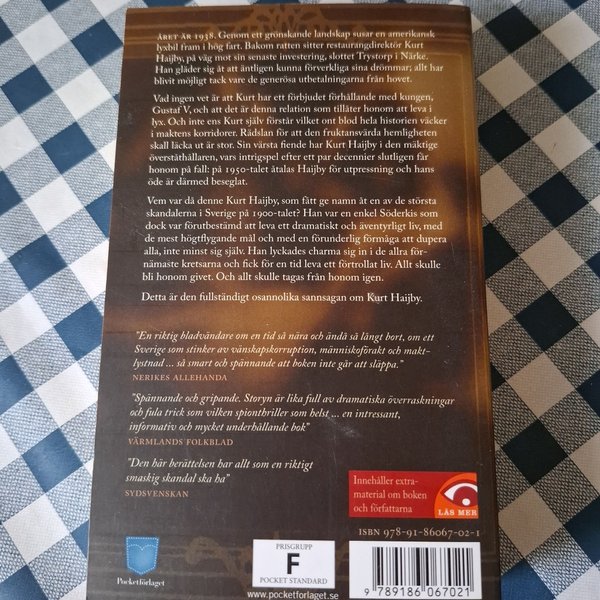 ÅRET ÄR 1938. Genom ett grönskande landskap susar en amerikansk
lyxbil fram i hög fart. Bakom ratten sitter restaurangdirektör Kurt
Haijby, på väg mot sin senaste investering, slottet Trystorp i Närke.
Han gläder sig åt att äntligen kunna förverkliga sina drömmar; allt har
blivit möjligt tack vare de generösa utbetalningarna från hovet.
Vad ingen vet är att Kurt har ett förbjudet förhållande med kungen,
Gustaf V, och att det är denna relation som tillåter honom att leva i
lyx. Och inte ens Kurt själv förstår vilket ont blod hela historien väcker
i maktens korridorer. Rädslan för att den fruktansvärda hemligheten
skall läcka ut är stor. Sin värsta fiende har Kurt Haijby i den mäktige
överståthållaren, vars intrigspel efter ett par decennier slutligen får
honom på fall: på 1950-talet åtalas Haijby för utpressning och hans
öde är därmed beseglat.
Vem var då denne Kurt Haijby, som fått ge namn åt en av de största
skandalerna i Sverige på 1900-talet? Han var en enkel Söderkis som
dock var förutbestämd att leva ett dramatiskt och äventyrligt liv, med
de mest högtflygande mål och med en förunderlig förmåga att dupera
alla, inte minst sig själv. Han lyckades charma sig in i de allra för-
nämaste kretsarna och fick för en tid leva ett förtrollat liv. Allt skulle
bli honom givet. Och allt skulle tagas från honom igen.
Detta är den fullständigt osannolika sannsagan om Kurt Haijby.
"En riktig bladvändare om en tid så nära och ändå så långt bort, om ett
Sverige som stinker av vänskapskorruption, människoförakt och makt-
lystnad ... så smart och spännande att boken inte går att släppa."
NERIKES ALLEHANDA
"Spännande och gripande. Storyn är lika full av dramatiska överraskningar
och fula trick som vilken spionthriller som helst ... en intressant,
informativ och mycket underhållande bok"
VÄRMLANDS FOLKBLAD
"Den här berättelsen har allt som en riktigt
smaskig skandal ska ha"
SYDSVENSKAN
Innehåller extra-
material om boken
och författarna
LÄS MER
ISBN 978-91-86067-02-1
Pocketförlaget
PRISGRUPP
F
POCKET STANDARD
www.pocketforlaget.se
9 789186 067021